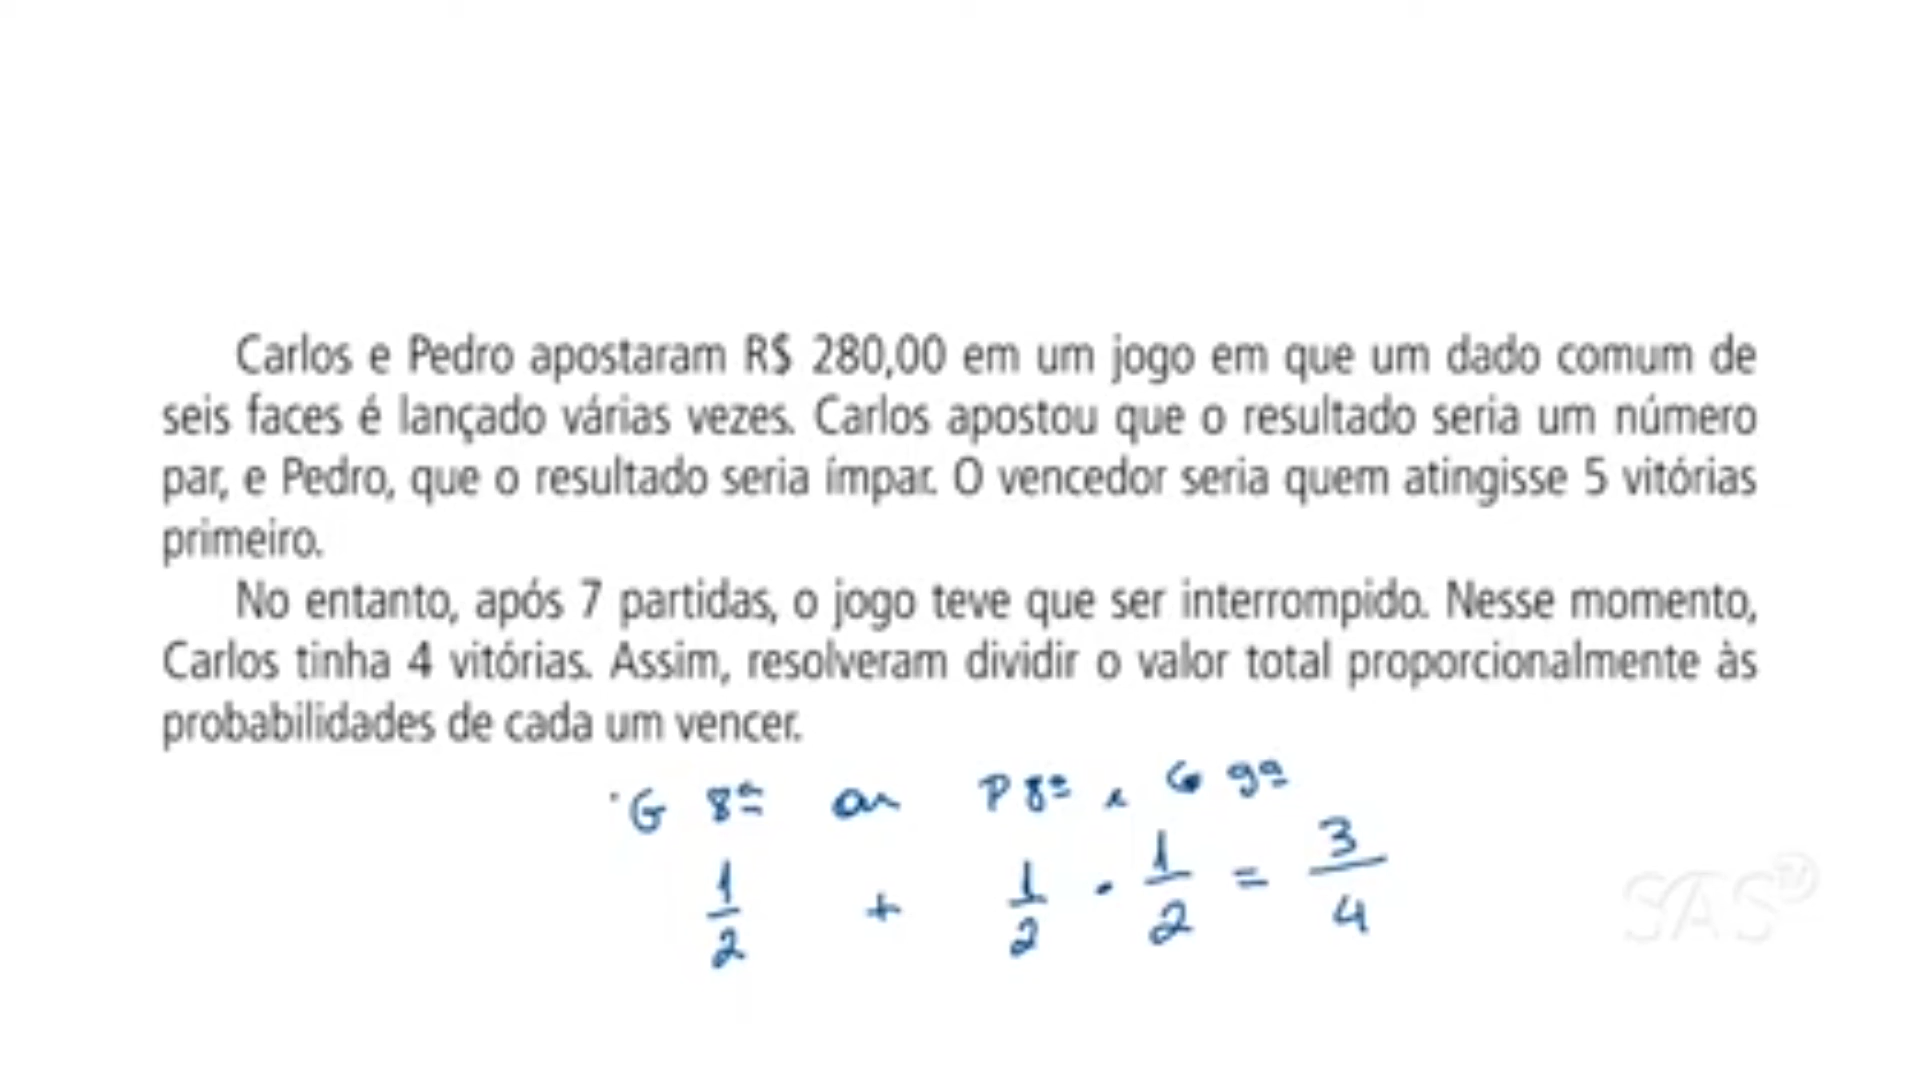 Carlos e Pedro apostaram R$ 280,00 em um jogo em que um dado comum de
seis faces é lançado várias vezes. Carlos apostou que o resultado seria um número
par, e Pedro, que o resultado seria ímpar. O vencedor seria quem atingisse 5 vitórias
primeiro.
No entanto, após 7 partidas, o jogo teve que ser interrompido. Nesse momento,
Carlos tinha 4 vitórias. Assim, resolveram dividir o valor total proporcionalmente às
probabilidades de cada um vencer.
G 8ª ou P 8ª e G 9ª
1/2 + 1/2 · 1/2 = 3/4
SAS TV